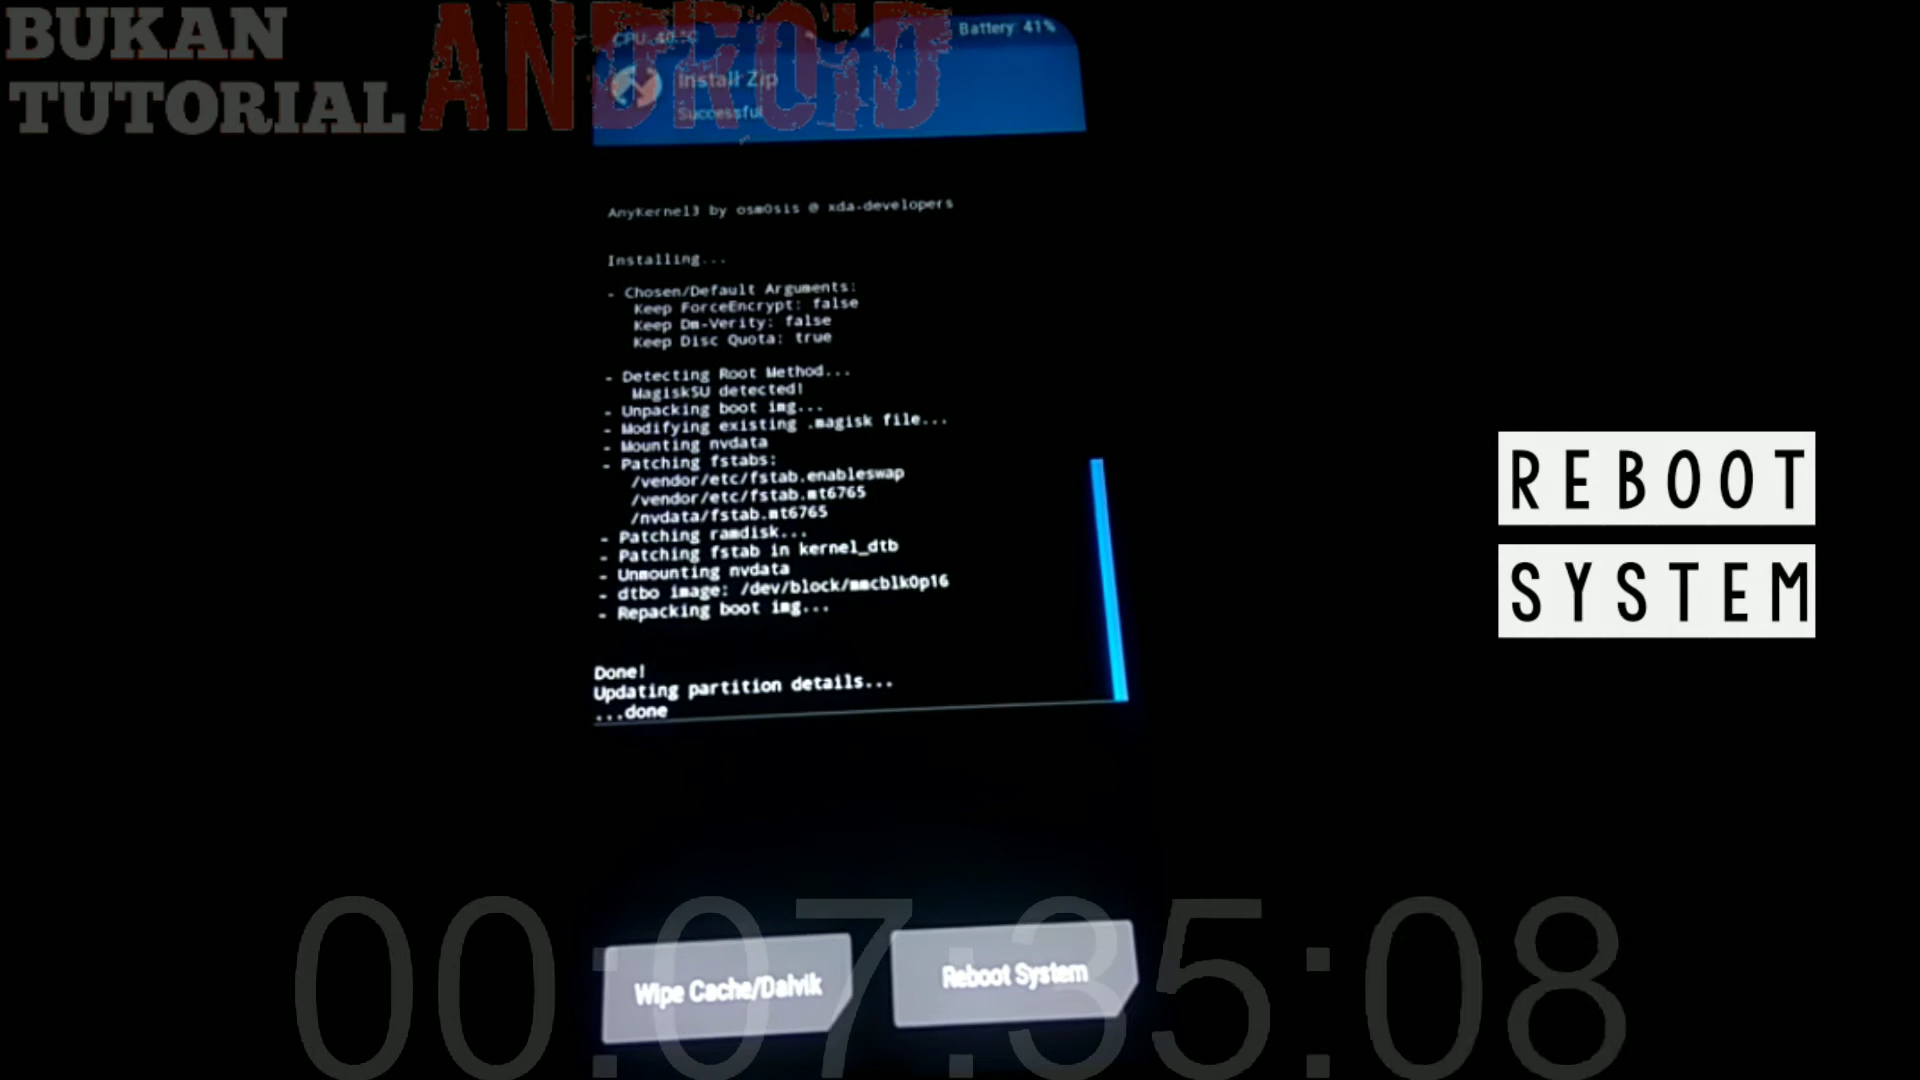 BUKAN
TUTORIAL
ANDROID
CPU: 40 °C
Battery: 41%
Install Zip
Successful
AnyKernel3 by osm0sis @ xda-developers
Installing...
- Chosen/Default Arguments:
Keep ForceEncrypt: false
Keep Dm-Verity: false
Keep Disc Quota: true
- Detecting Root Method...
MagiskSU detected!
- Unpacking boot img...
- Modifying existing .magisk file...
- Mounting nvdata
- Patching fstabs:
/vendor/etc/fstab.enableswap
/vendor/etc/fstab.mt6765
/nvdata/fstab.mt6765
- Patching ramdisk...
- Patching fstab in kernel_dtb
- Unmounting nvdata
- dtbo image: /dev/block/mmcblk0p16
- Repacking boot img...
Done!
Updating partition details...
...done
REBOOT
SYSTEM
Wipe Cache/Dalvik
Reboot System
00:07:35:08